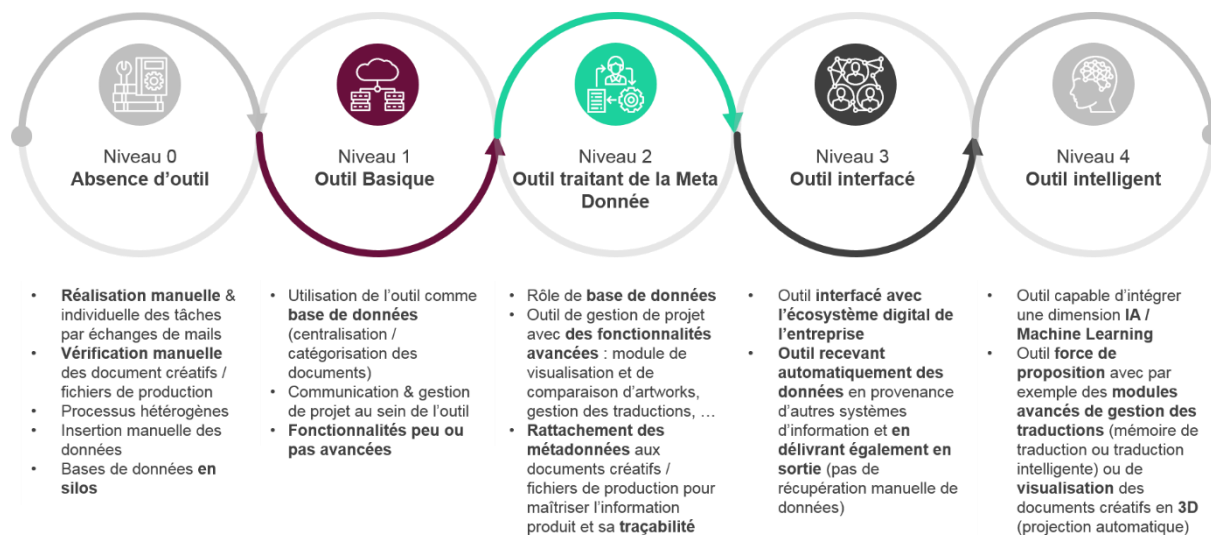 Niveau 0
Absence d’outil
Niveau 1
Outil Basique
Niveau 2
Outil traitant de la Meta
Donnée
Niveau 3
Outil interfacé
Niveau 4
Outil intelligent
• Réalisation manuelle &
individuelle des tâches
par échanges de mails
• Vérification manuelle
des document créatifs /
fichiers de production
• Processus hétérogènes
• Insertion manuelle des
données
• Bases de données en
silos
• Utilisation de l’outil comme
base de données
(centralisation /
catégorisation des
documents)
• Communication & gestion
de projet au sein de l’outil
• Fonctionnalités peu ou
pas avancées
• Rôle de base de données
• Outil de gestion de projet
avec des fonctionnalités
avancées : module de
visualisation et de
comparaison d’artworks,
gestion des traductions, …
• Rattachement des
métadonnées aux
documents créatifs /
fichiers de production pour
maîtriser l’information
produit et sa traçabilité
• Outil interfacé avec
l’écosystème digital de
l’entreprise
• Outil recevant
automatiquement des
données en provenance
d’autres systèmes
d’information et en
délivrant également en
sortie (pas de
récupération manuelle de
données)
• Outil capable d’intégrer
une dimension IA /
Machine Learning
• Outil force de
proposition avec par
exemple des modules
avancés de gestion des
traductions (mémoire de
traduction ou traduction
intelligente) ou de
visualisation des
documents créatifs en 3D
(projection automatique)